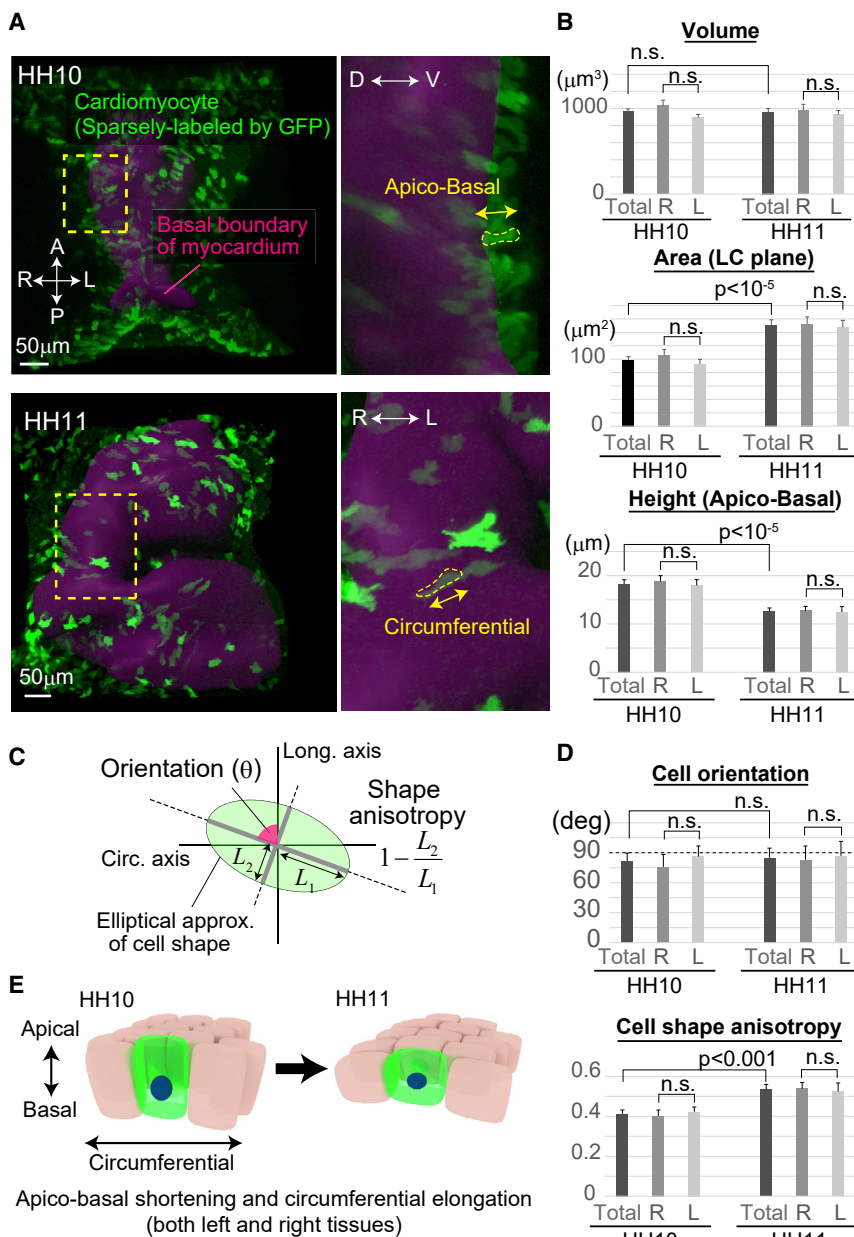 A
HH10
Cardiomyocyte
(Sparsely-labeled by GFP)
Basal boundary
of myocardium
A
R L
P
50μm
D V
Apico-Basal
HH11
50μm
R L
Circumferential
B
Volume
(μm³)
n.s.
n.s.
n.s.
1000
0
Total R L Total R L
HH10 HH11
Area (LC plane)
(μm²)
p<10⁻⁵
n.s.
n.s.
100
0
Total R L Total R L
HH10 HH11
Height (Apico-Basal)
(μm)
p<10⁻⁵
n.s.
n.s.
20
10
0
Total R L Total R L
HH10 HH11
C
Long. axis
Orientation (θ)
Shape
anisotropy
Circ. axis
L₂
L₁
1 − L₂/L₁
Elliptical approx.
of cell shape
D
Cell orientation
(deg)
n.s.
n.s.
n.s.
90
90
60
30
0
Total R L Total R L
HH10 HH11
Cell shape anisotropy
p<0.001
n.s.
n.s.
0.6
0.4
0.2
0
Total R L Total R L
HH10 HH11
E
HH10
HH11
Apical
Basal
Circumferential
Apico-basal shortening and circumferential elongation
(both left and right tissues)